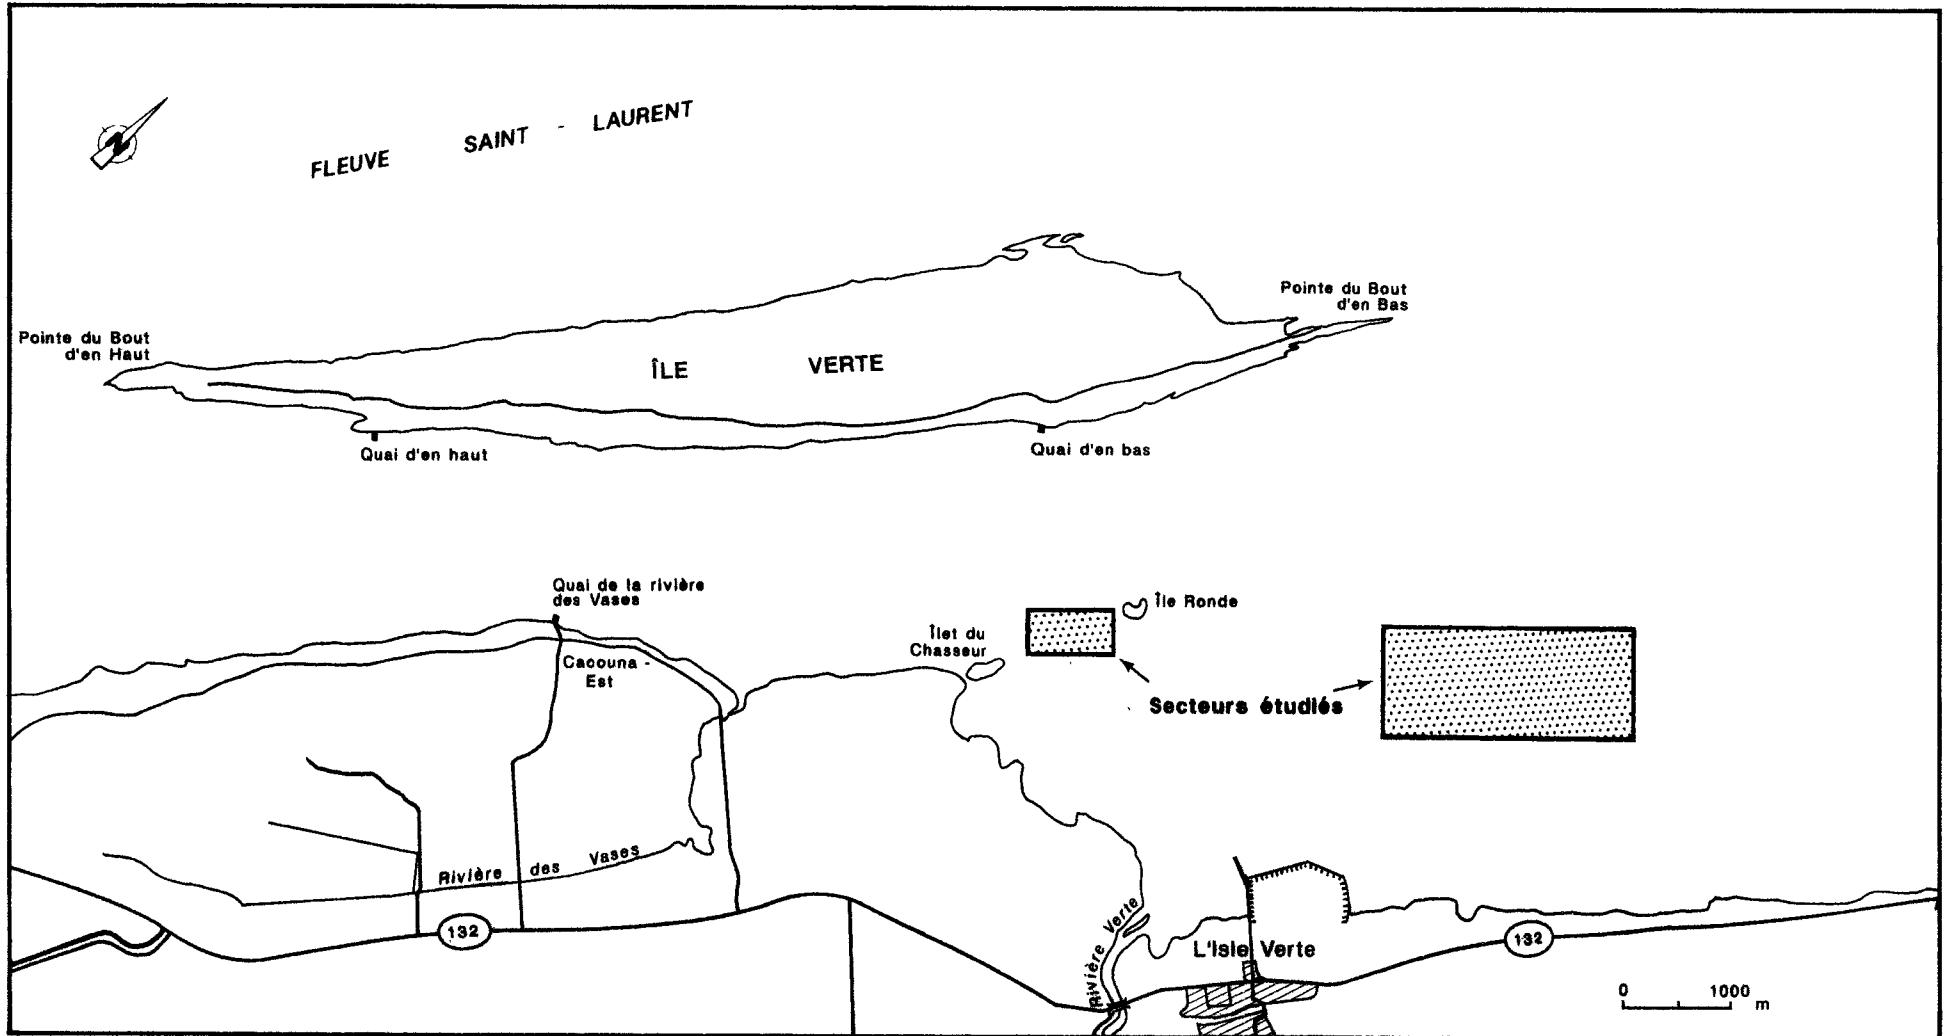 N
FLEUVE SAINT - LAURENT
Pointe du Bout
d'en Bas
Pointe du Bout
d'en Haut
ÎLE VERTE
Quai d'en haut
Quai d'en bas
Quai de la rivière
des Vases
Île Ronde
Îlet du
Chasseur
Cacouna -
Est
Secteurs étudiés
Rivière des Vases
132
Rivière Verte
L'Isle Verte
132
0 1000 m